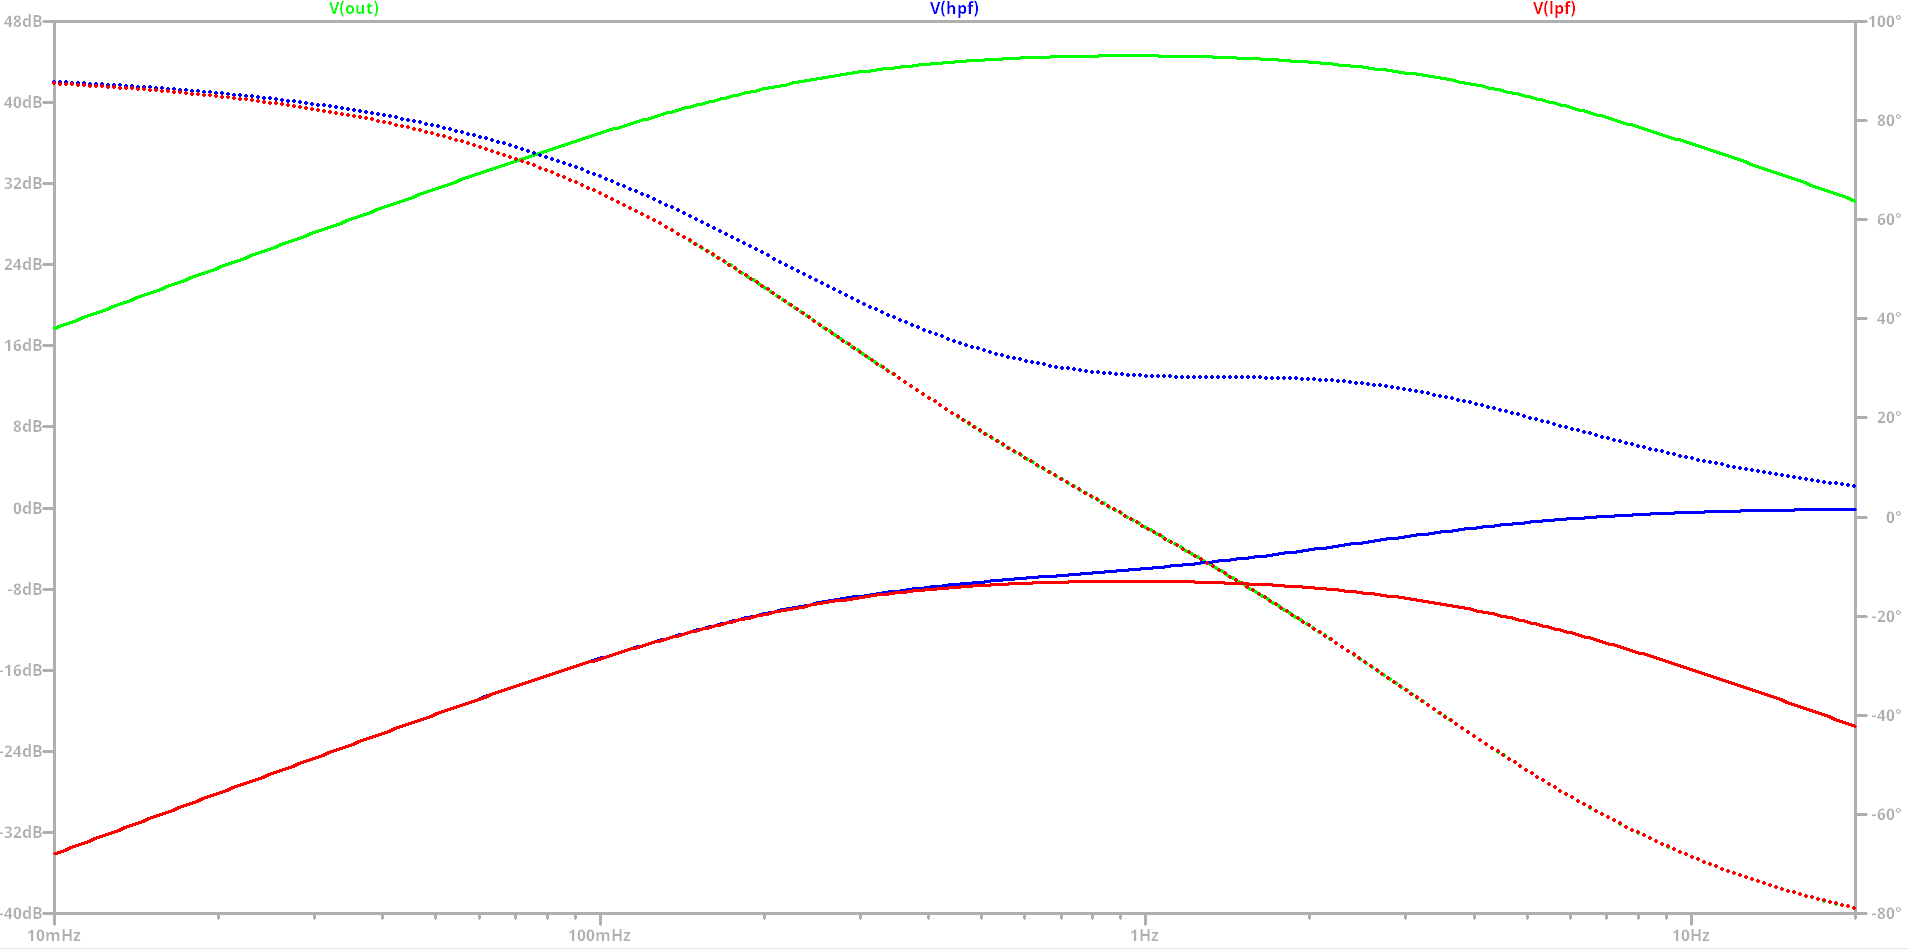 V(out) V(hpf) V(lpf)
48dB
40dB
32dB
24dB
16dB
8dB
0dB
-8dB
-16dB
-24dB
-32dB
-40dB
100°
80°
60°
40°
20°
0°
-20°
-40°
-60°
-80°
10mHz 100mHz 1Hz 10Hz